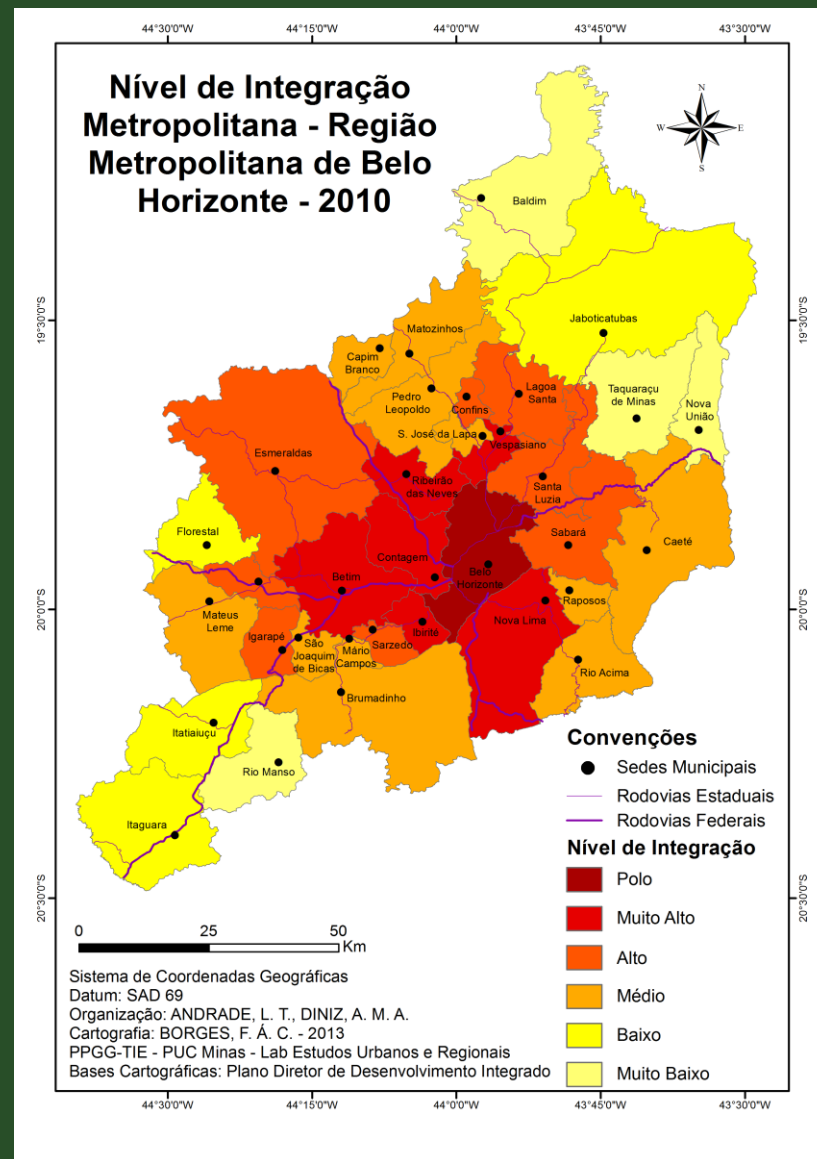 44°30'0"W 44°15'0"W 44°0'0"W 43°45'0"W 43°30'0"W
Nível de Integração
Metropolitana - Região
Metropolitana de Belo
Horizonte - 2010
N
W E
S
Baldim
19°30'0"S 19°30'0"S
Jaboticatubas
Matozinhos
Capim
Branco
Pedro
Leopoldo
Confins
Lagoa
Santa
Taquaraçu
de Minas
Nova
União
S. José da Lapa
Vespasiano
Esmeraldas
Ribeirão
das Neves
Santa
Luzia
Florestal
Sabará
Caeté
Contagem
Betim
Belo
Horizonte
20°0'0"S 20°0'0"S
Mateus
Leme
Raposos
Nova Lima
Ibirité
Igarapé
São
Joaquim
de Bicas
Mário
Campos
Sarzedo
Rio Acima
Brumadinho
Itatiaiuçu
Rio Manso
Itaguara
Convenções
Sedes Municipais
Rodovias Estaduais
Rodovias Federais
Nível de Integração
Polo
Muito Alto
Alto
Médio
Baixo
Muito Baixo
20°30'0"S 20°30'0"S
0 25 50
Km
Sistema de Coordenadas Geográficas
Datum: SAD 69
Organização: ANDRADE, L. T., DINIZ, A. M. A.
Cartografia: BORGES, F. Á. C. - 2013
PPGG-TIE - PUC Minas - Lab Estudos Urbanos e Regionais
Bases Cartográficas: Plano Diretor de Desenvolvimento Integrado
44°30'0"W 44°15'0"W 44°0'0"W 43°45'0"W 43°30'0"W